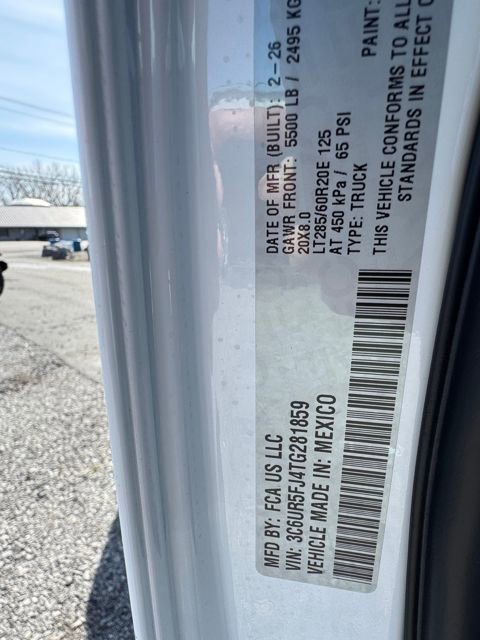 MFD BY: FCA US LLC
DATE OF MFR (BUILT): 2-26
VIN: 3C6UR5FJ4TG281859
GAWR FRONT: 5500 LB / 2495 KG
VEHICLE MADE IN: MEXICO
20X8.0
LT285/60R20E 125
AT 450 kPa / 65 PSI
TYPE: TRUCK
PAINT:
THIS VEHICLE CONFORMS TO ALL
STANDARDS IN EFFECT